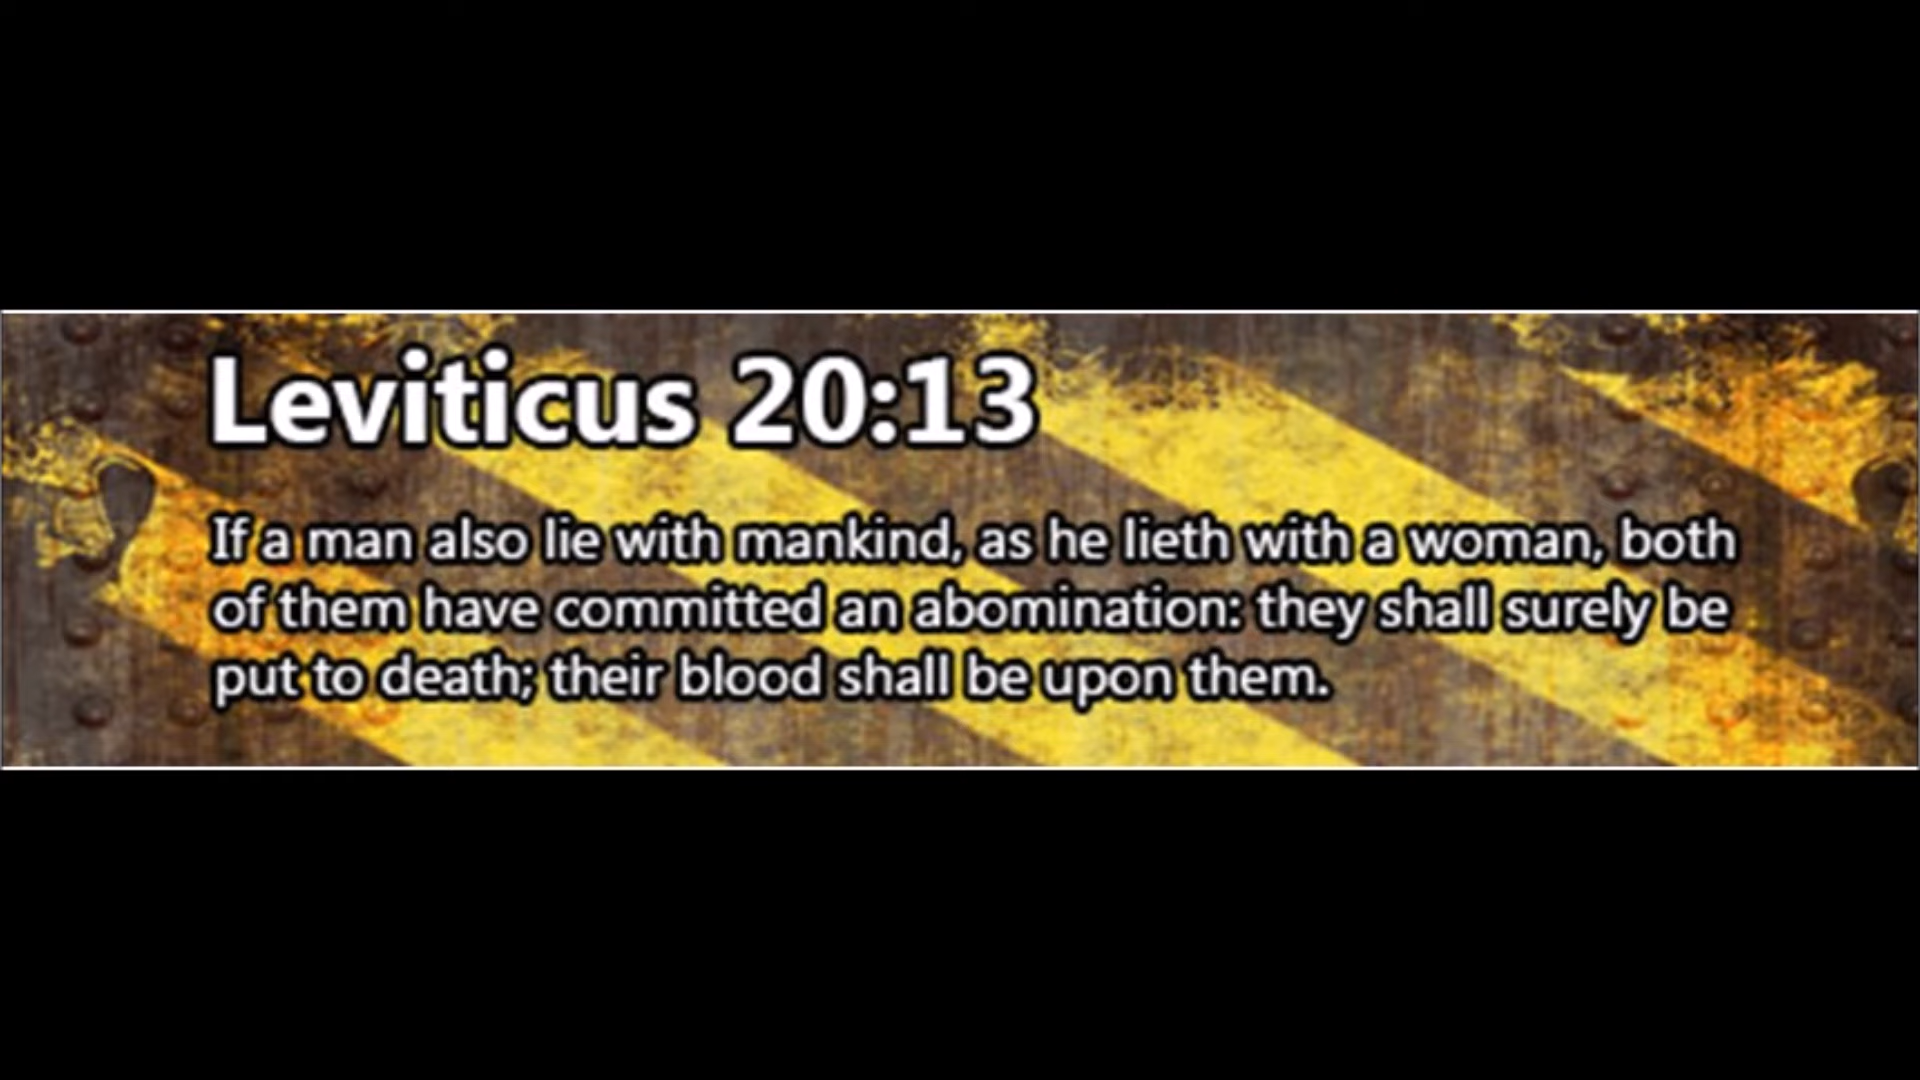 Leviticus 20:13
If a man also lie with mankind, as he lieth with a woman, both
of them have committed an abomination: they shall surely be
put to death; their blood shall be upon them.